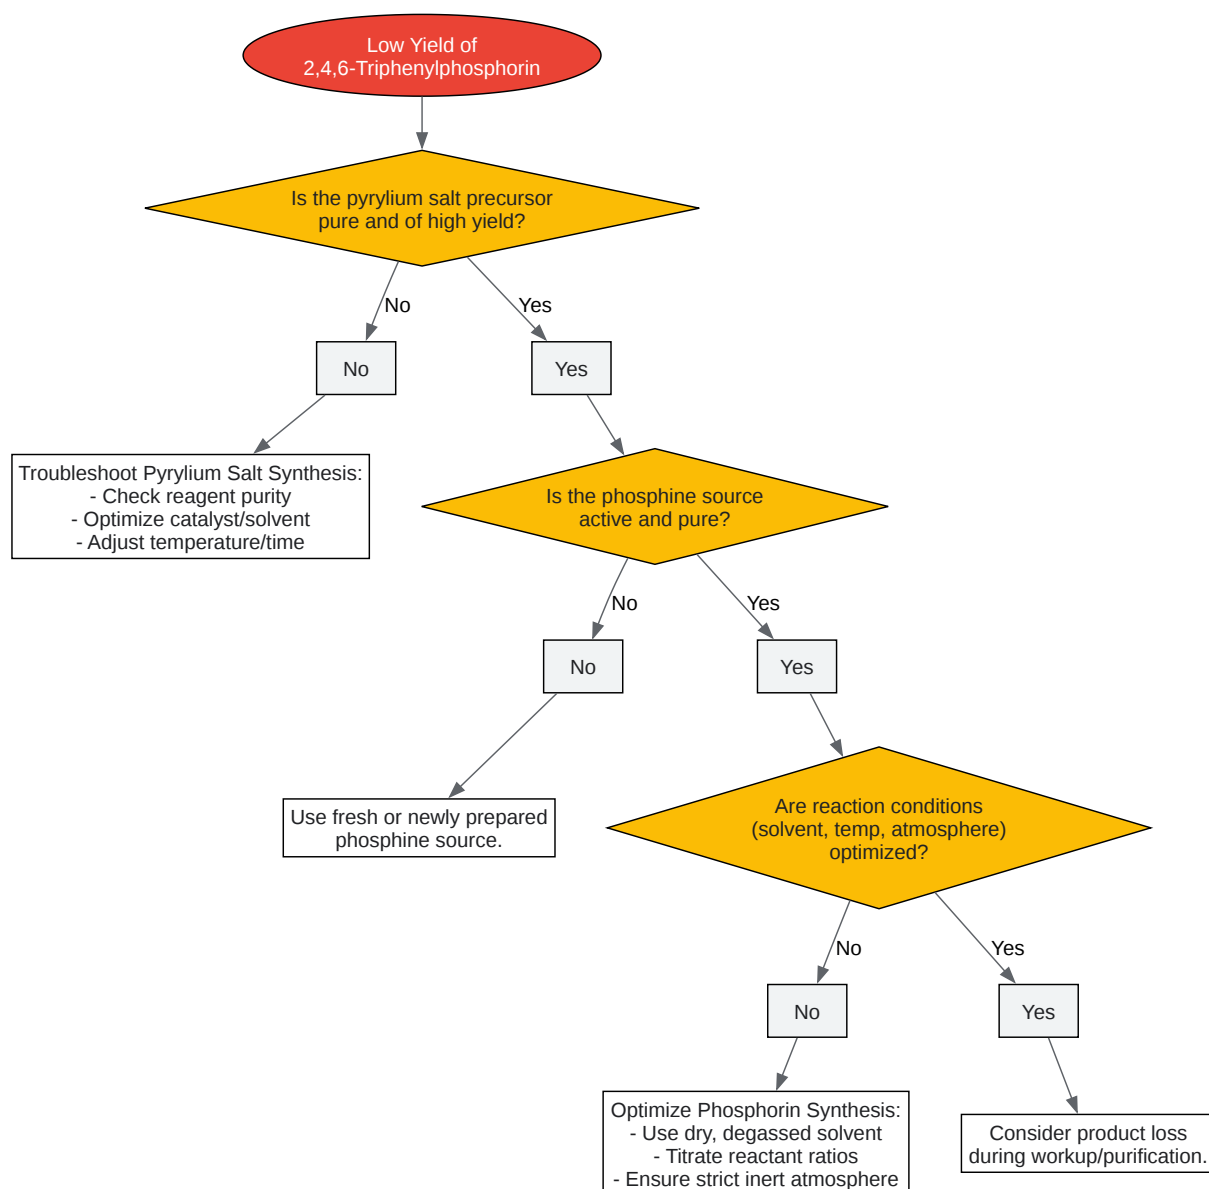 Low Yield of
2,4,6-Triphenylphosphorin
Is the pyrylium salt precursor
pure and of high yield?
No
Yes
No
Yes
Troubleshoot Pyrylium Salt Synthesis:
- Check reagent purity
- Optimize catalyst/solvent
- Adjust temperature/time
Is the phosphine source
active and pure?
No
Yes
No
Yes
Use fresh or newly prepared
phosphine source.
Are reaction conditions
(solvent, temp, atmosphere)
optimized?
No
Yes
No
Yes
Optimize Phosphorin Synthesis:
- Use dry, degassed solvent
- Titrate reactant ratios
- Ensure strict inert atmosphere
Consider product loss
during workup/purification.